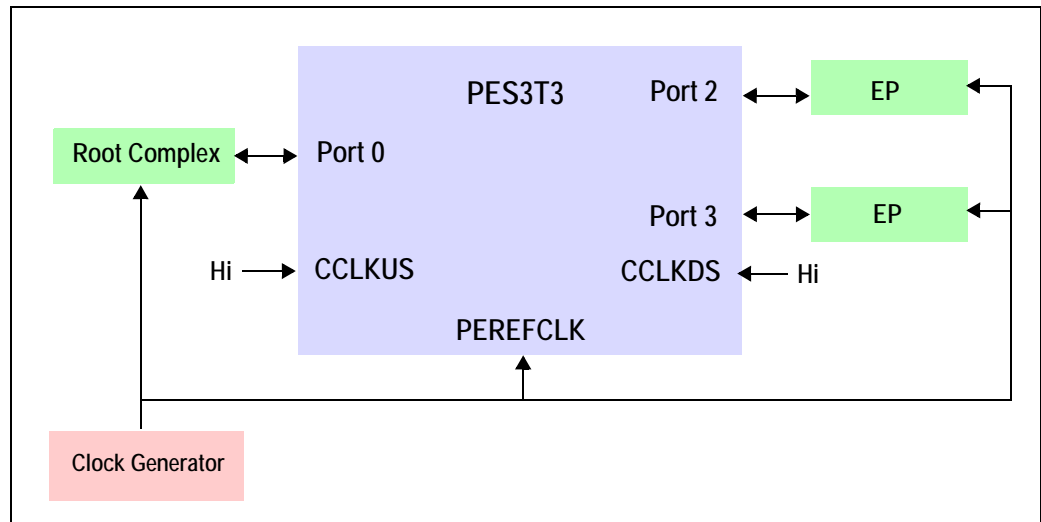 PES3T3
Port 2
EP
Root Complex
Port 0
Port 3
EP
Hi
CCLKUS
CCLKDS
Hi
PEREFCLK
Clock Generator